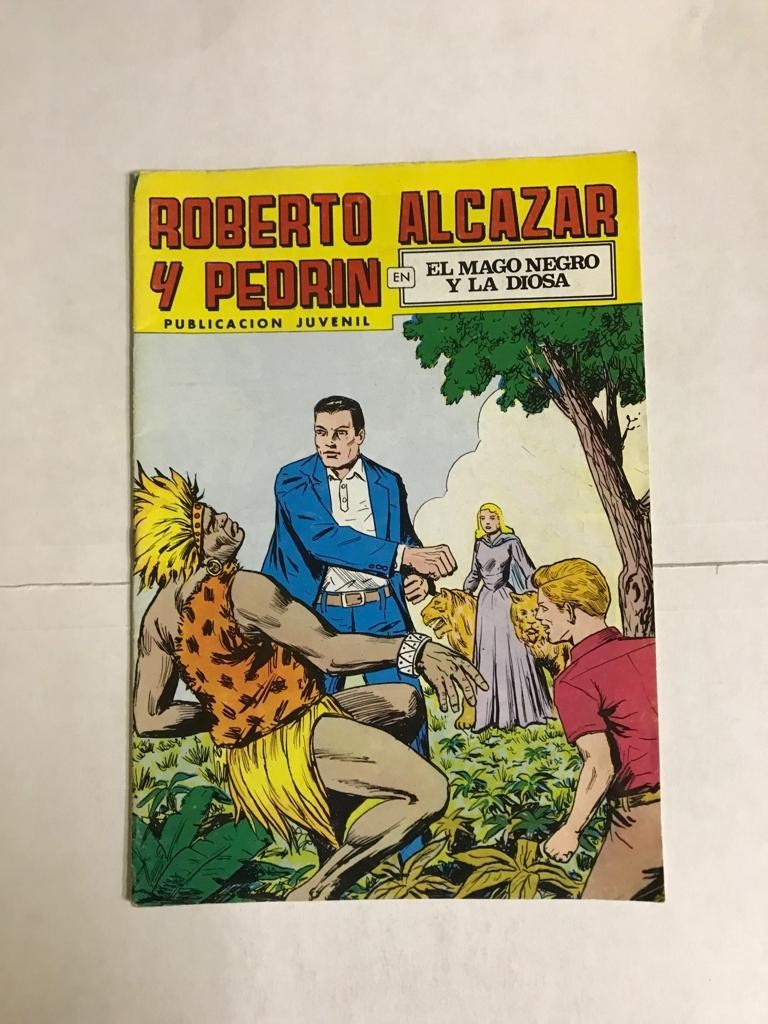 ROBERTO ALCAZAR
Y PEDRIN
EN
EL MAGO NEGRO
Y LA DIOSA
PUBLICACION JUVENIL